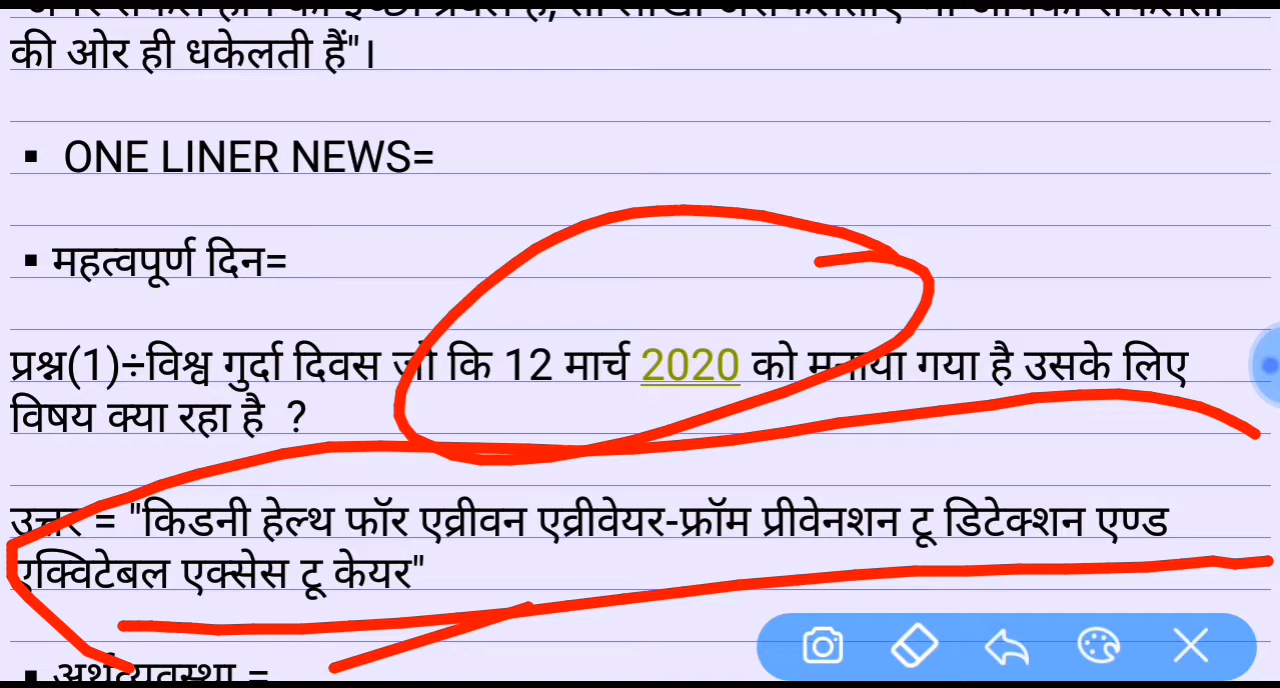 की ओर ही धकेलती हैं"।
▪ ONE LINER NEWS=
▪ महत्वपूर्ण दिन=
प्रश्न(1)÷विश्व गुर्दा दिवस जो कि 12 मार्च 2020 को मनाया गया है उसके लिए
विषय क्या रहा है ?
उत्तर = "किडनी हेल्थ फॉर एव्रीवन एव्रीवेयर-फ्रॉम प्रीवेनशन टू डिटेक्शन एण्ड
एक्विटेबल एक्सेस टू केयर"
▪ अर्थव्यवस्था =